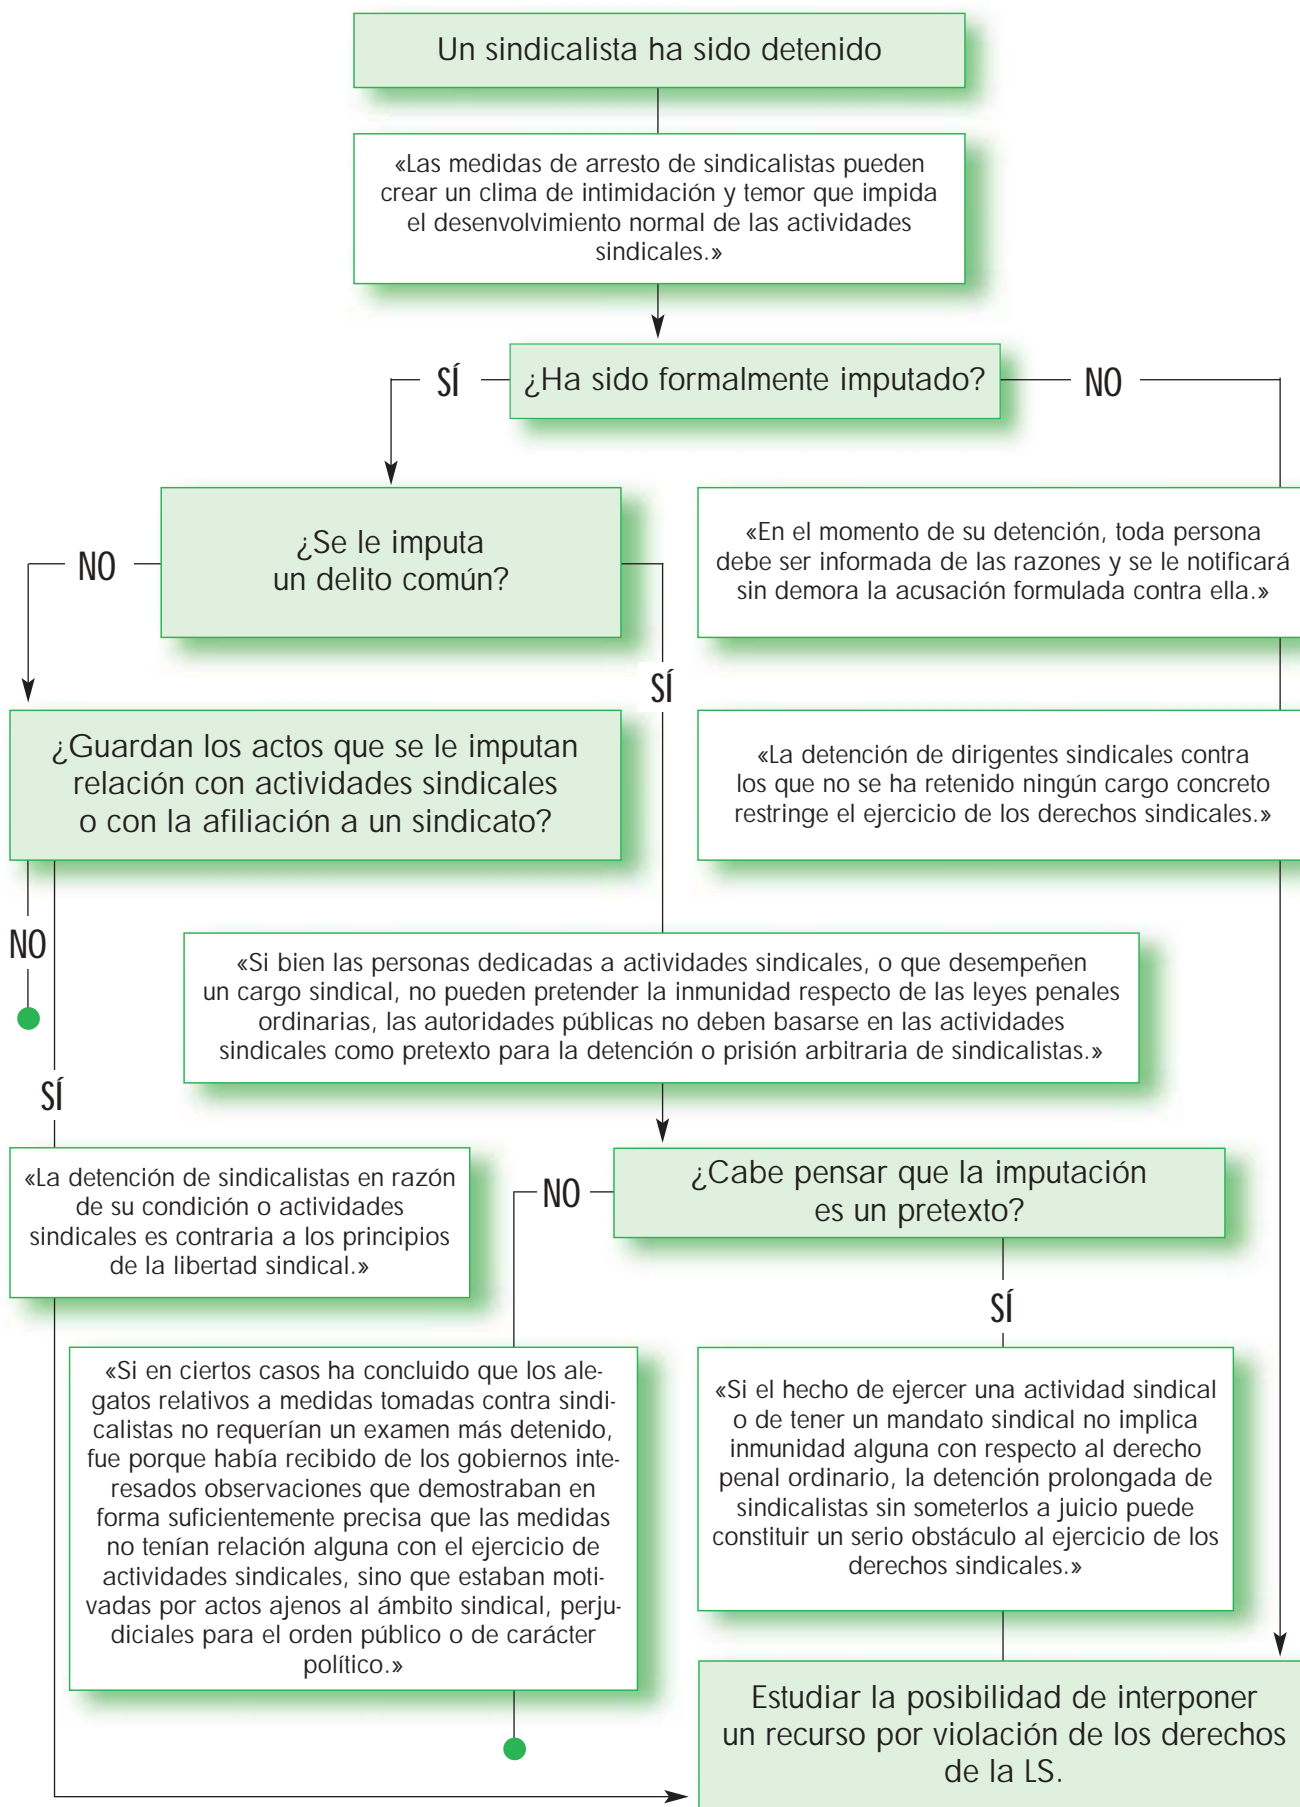 Un sindicalista ha sido detenido
«Las medidas de arresto de sindicalistas pueden
crear un clima de intimidación y temor que impida
el desenvolvimiento normal de las actividades
sindicales.»
SÍ
¿Ha sido formalmente imputado?
NO
¿Se le imputa
un delito común?
NO
SÍ
«En el momento de su detención, toda persona
debe ser informada de las razones y se le notificará
sin demora la acusación formulada contra ella.»
¿Guardan los actos que se le imputan
relación con actividades sindicales
o con la afiliación a un sindicato?
«La detención de dirigentes sindicales contra
los que no se ha retenido ningún cargo concreto
restringe el ejercicio de los derechos sindicales.»
NO
«Si bien las personas dedicadas a actividades sindicales, o que desempeñen
un cargo sindical, no pueden pretender la inmunidad respecto de las leyes penales
ordinarias, las autoridades públicas no deben basarse en las actividades
sindicales como pretexto para la detención o prisión arbitraria de sindicalistas.»
SÍ
«La detención de sindicalistas en razón
de su condición o actividades
sindicales es contraria a los principios
de la libertad sindical.»
NO
¿Cabe pensar que la imputación
es un pretexto?
SÍ
«Si en ciertos casos ha concluido que los ale-
gatos relativos a medidas tomadas contra sindi-
calistas no requerían un examen más detenido,
fue porque había recibido de los gobiernos inte-
resados observaciones que demostraban en
forma suficientemente precisa que las medidas
no tenían relación alguna con el ejercicio de
actividades sindicales, sino que estaban moti-
vadas por actos ajenos al ámbito sindical, perju-
diciales para el orden público o de carácter
político.»
«Si el hecho de ejercer una actividad sindical
o de tener un mandato sindical no implica
inmunidad alguna con respecto al derecho
penal ordinario, la detención prolongada de
sindicalistas sin someterlos a juicio puede
constituir un serio obstáculo al ejercicio de los
derechos sindicales.»
Estudiar la posibilidad de interponer
un recurso por violación de los derechos
de la LS.